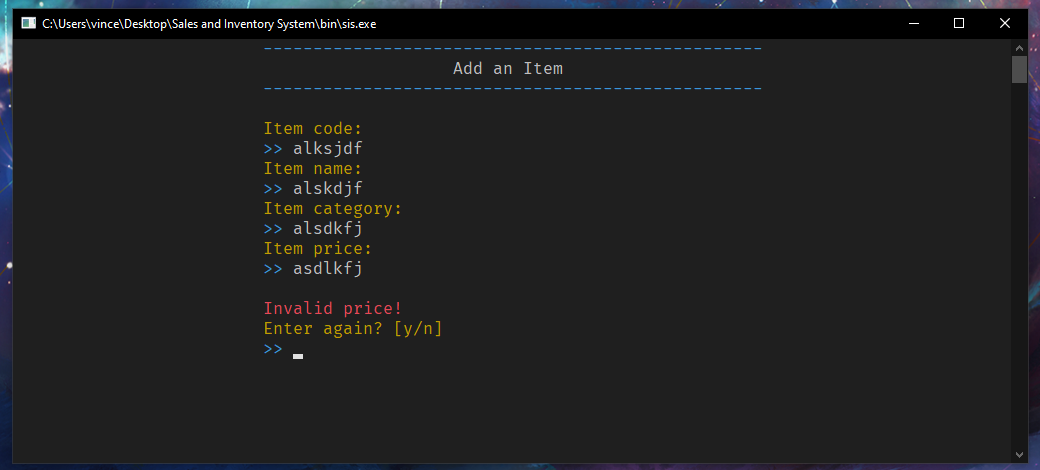 C:\Users\vince\Desktop\Sales and Inventory System\bin\sis.exe
--------------------------------------------------
Add an Item
--------------------------------------------------
Item code:
>> alksjdf
Item name:
>> alskdjf
Item category:
>> alsdkfj
Item price:
>> asdlkfj
Invalid price!
Enter again? [y/n]
>>